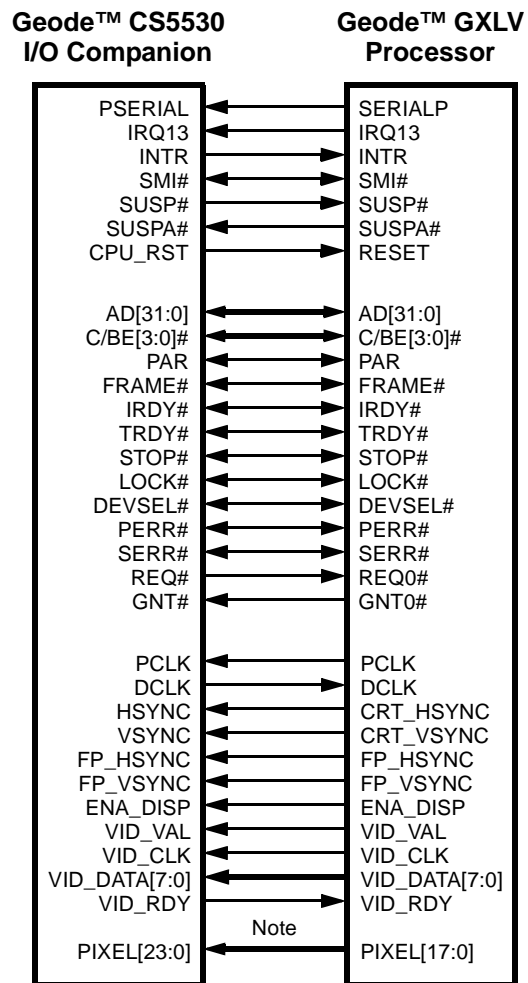 Geode™ CS5530 Geode™ GXLV
I/O Companion Processor
PSERIAL SERIALP
IRQ13 IRQ13
INTR INTR
SMI# SMI#
SUSP# SUSP#
SUSPA# SUSPA#
CPU_RST RESET
AD[31:0] AD[31:0]
C/BE[3:0]# C/BE[3:0]#
PAR PAR
FRAME# FRAME#
IRDY# IRDY#
TRDY# TRDY#
STOP# STOP#
LOCK# LOCK#
DEVSEL# DEVSEL#
PERR# PERR#
SERR# SERR#
REQ# REQ0#
GNT# GNT0#
PCLK PCLK
DCLK DCLK
HSYNC CRT_HSYNC
VSYNC CRT_VSYNC
FP_HSYNC FP_HSYNC
FP_VSYNC FP_VSYNC
ENA_DISP ENA_DISP
VID_VAL VID_VAL
VID_CLK VID_CLK
VID_DATA[7:0] VID_DATA[7:0]
VID_RDY VID_RDY
Note
PIXEL[23:0] PIXEL[17:0]